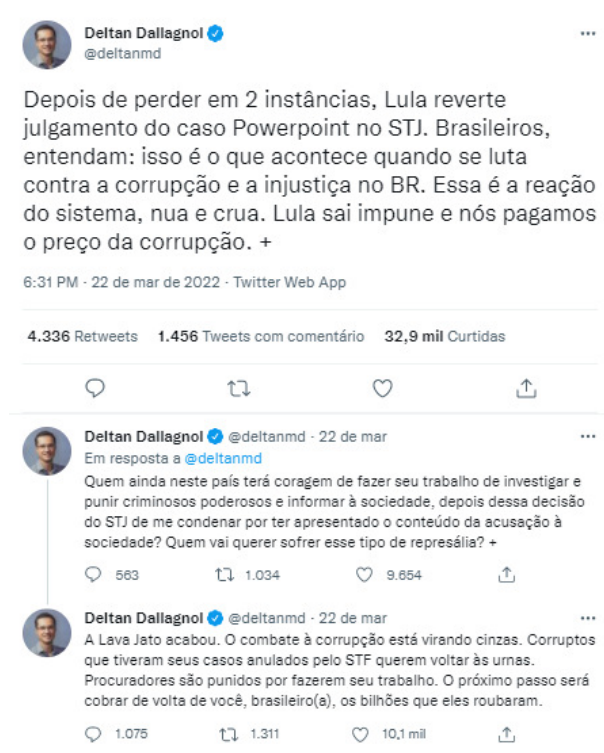 Deltan Dallagnol
@deltanmd
Depois de perder em 2 instâncias, Lula reverte
julgamento do caso Powerpoint no STJ. Brasileiros,
entendam: isso é o que acontece quando se luta
contra a corrupção e a injustiça no BR. Essa é a reação
do sistema, nua e crua. Lula sai impune e nós pagamos
o preço da corrupção. +
6:31 PM · 22 de mar de 2022 · Twitter Web App
4.336 Retweets 1.456 Tweets com comentário 32,9 mil Curtidas
Deltan Dallagnol @deltanmd · 22 de mar
Em resposta a @deltanmd
Quem ainda neste país terá coragem de fazer seu trabalho de investigar e
punir criminosos poderosos e informar à sociedade, depois dessa decisão
do STJ de me condenar por ter apresentado o conteúdo da acusação à
sociedade? Quem vai querer sofrer esse tipo de represália? +
563 1.034 9.654
Deltan Dallagnol @deltanmd · 22 de mar
A Lava Jato acabou. O combate à corrupção está virando cinzas. Corruptos
que tiveram seus casos anulados pelo STF querem voltar às urnas.
Procuradores são punidos por fazerem seu trabalho. O próximo passo será
cobrar de volta de você, brasileiro(a), os bilhões que eles roubaram.
1.075 1.311 10,1 mil